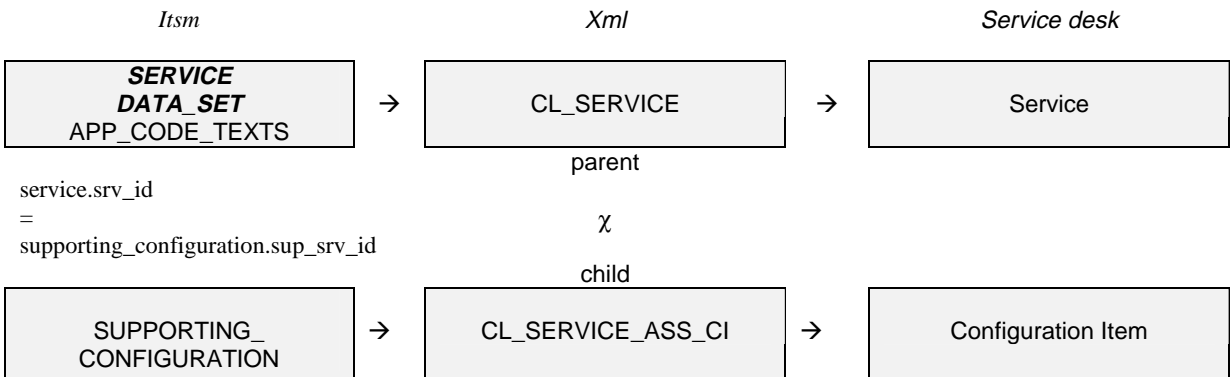 Itsm Xml Service desk
SERVICE
DATA_SET
APP_CODE_TEXTS
→
CL_SERVICE
→
Service
parent
service.srv_id
=
supporting_configuration.sup_srv_id
χ
child
SUPPORTING_
CONFIGURATION
→
CL_SERVICE_ASS_CI
→
Configuration Item